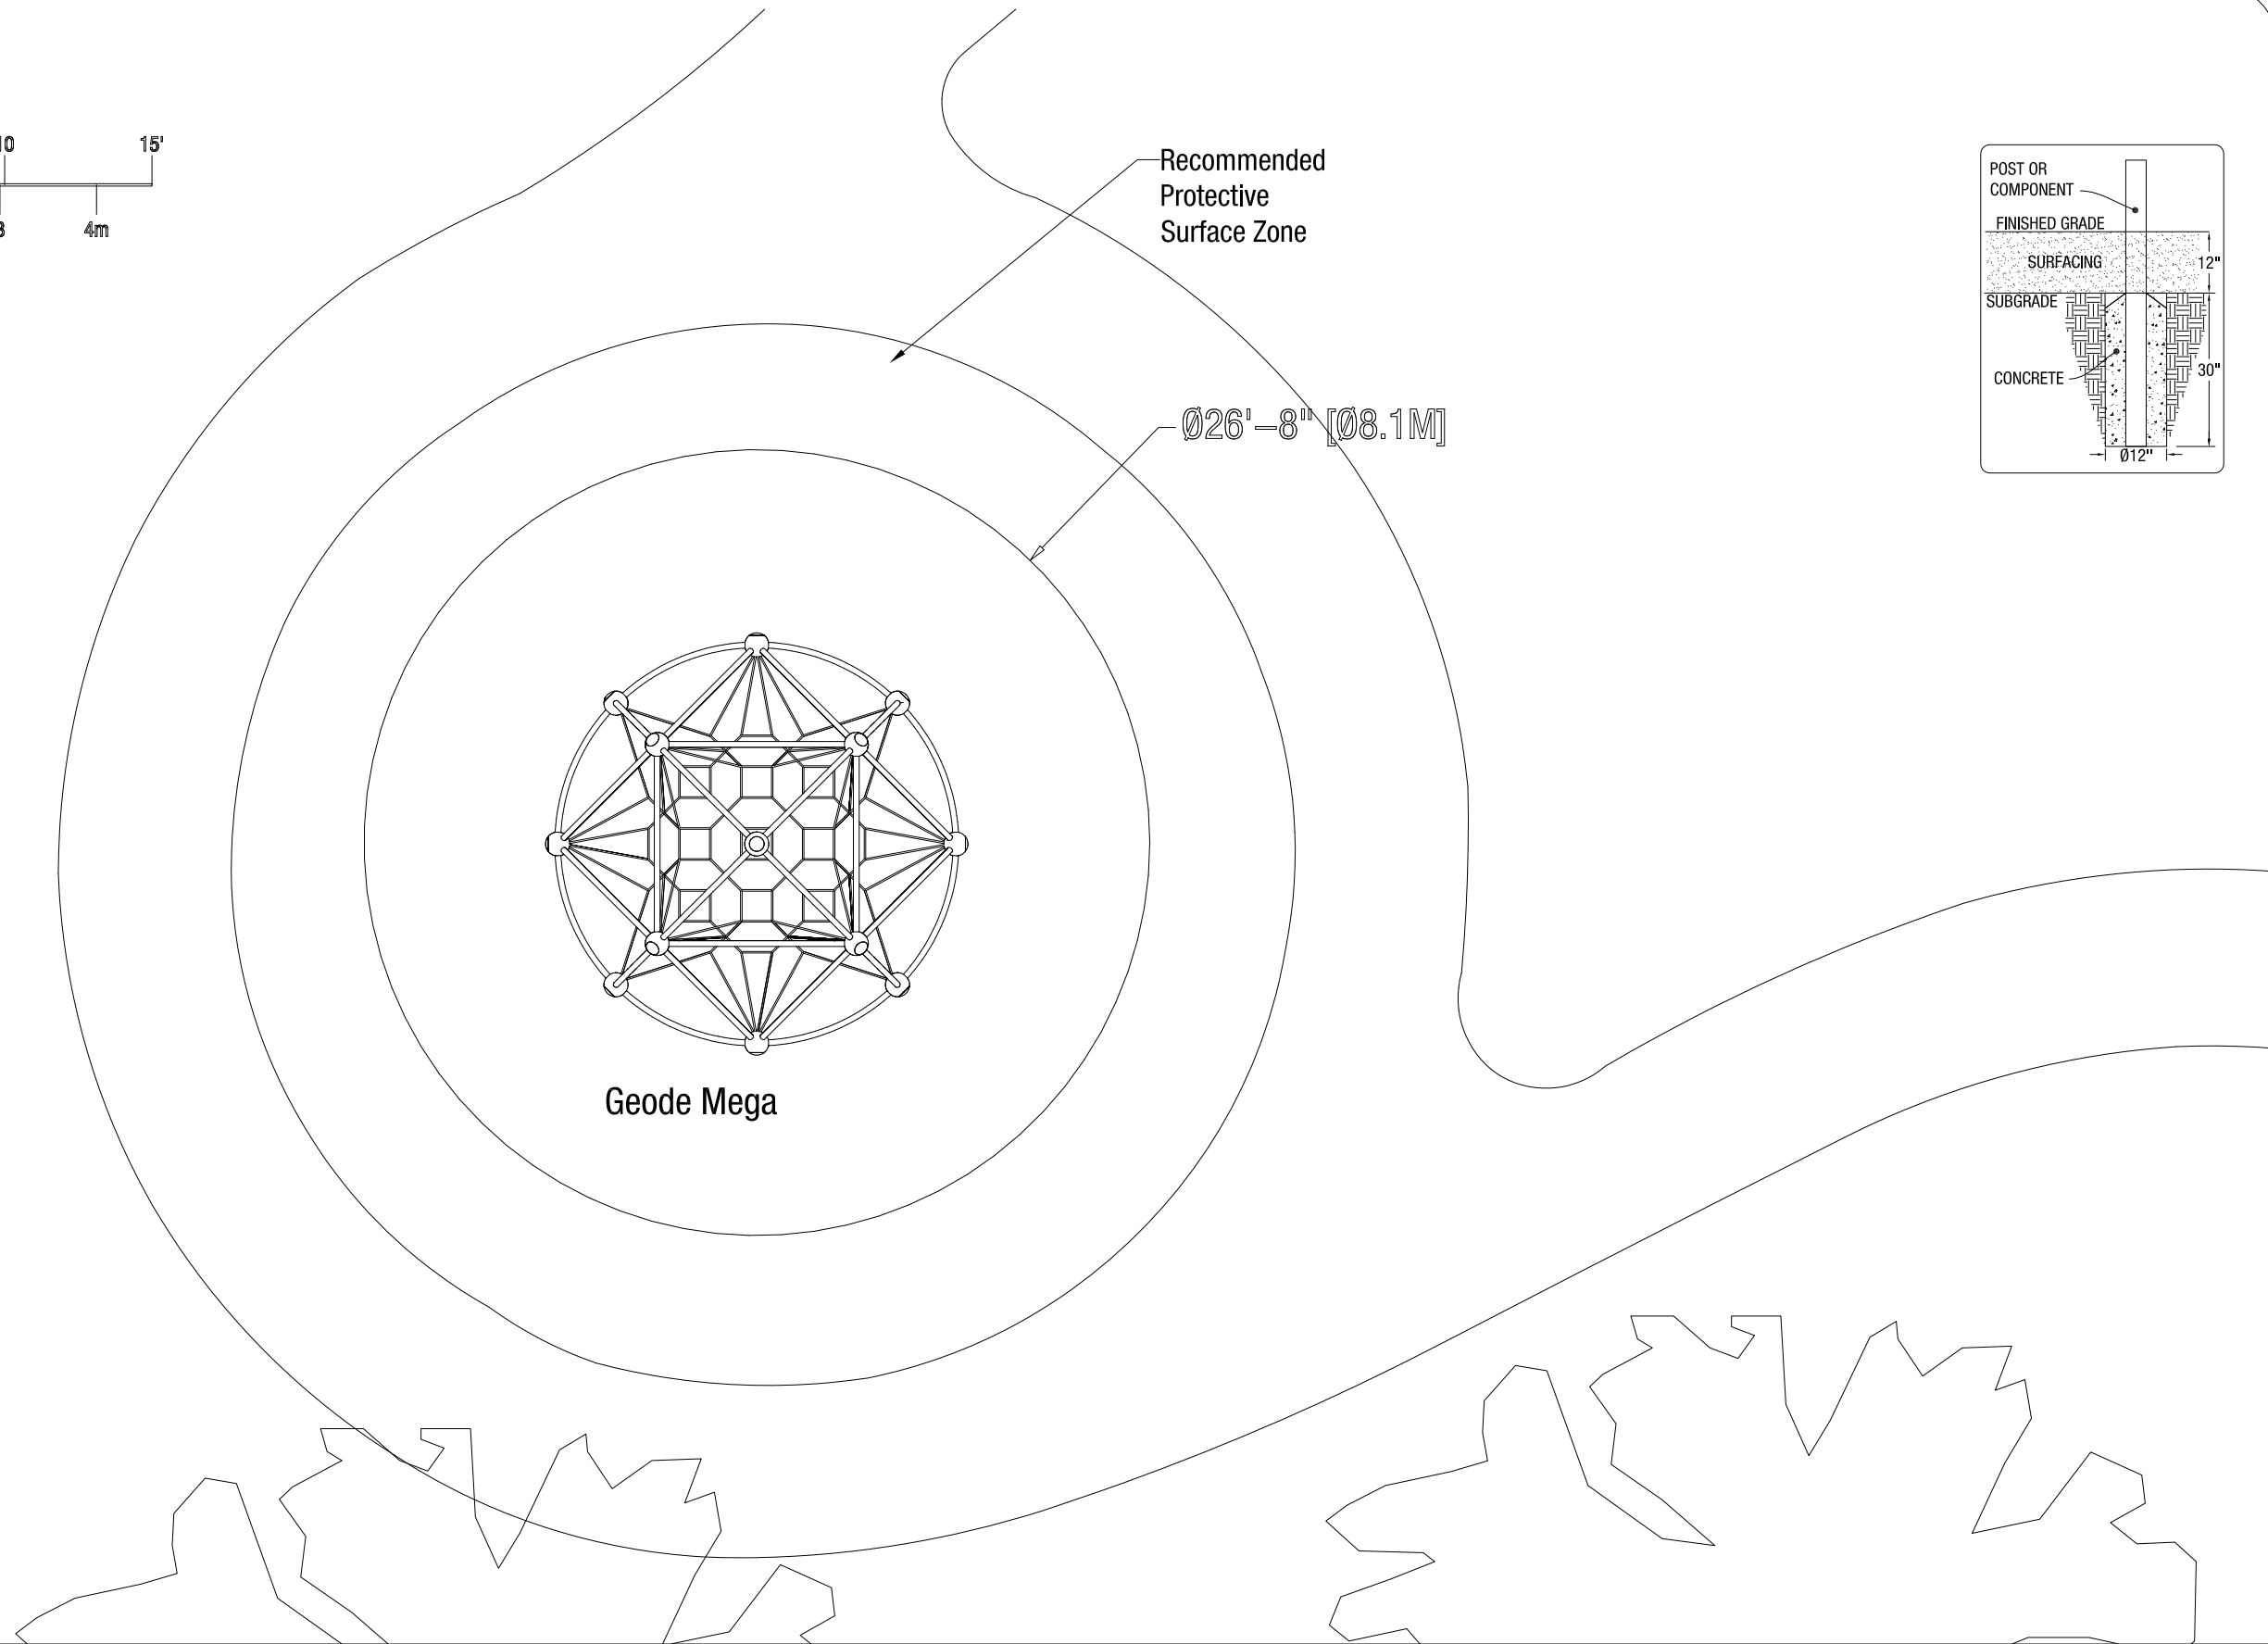 10
15'
4m
Recommended
Protective
Surface Zone
Ø26'–8" [Ø8.1M]
Geode Mega
POST OR
COMPONENT
FINISHED GRADE
SURFACING
12"
SUBGRADE
30"
CONCRETE
Ø12"